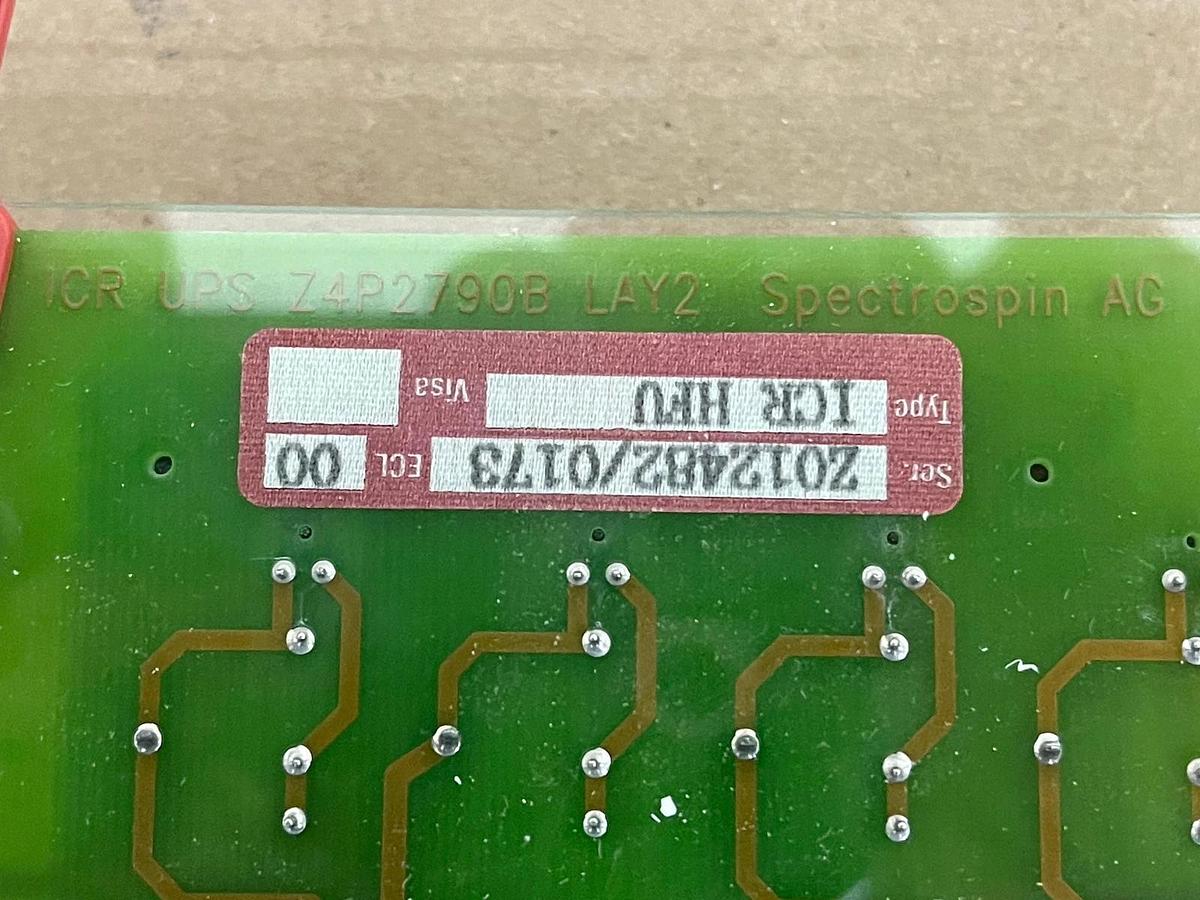 ICR UPS Z4P2790B LAY2 Spectrospin AG
Ser. Z012482/0173 ECL 00
Type ICR HFU Visa